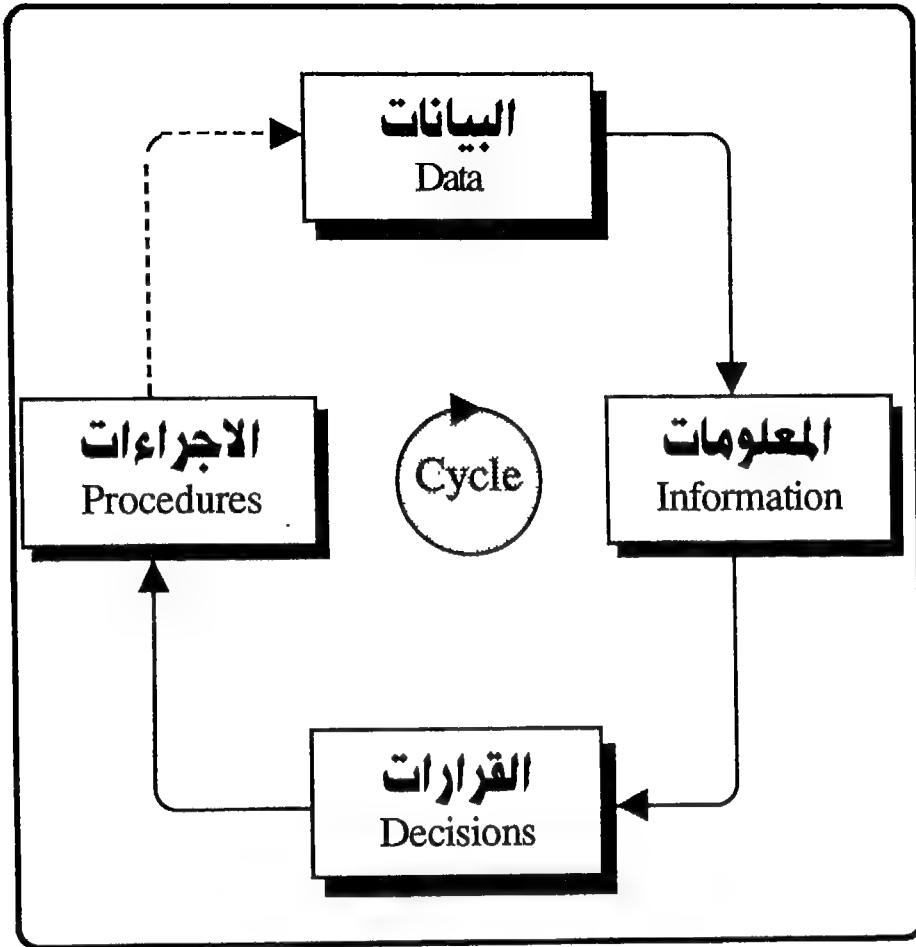 البيانات
Data
المعلومات
Information
القرارات
Decisions
الاجراءات
Procedures
Cycle